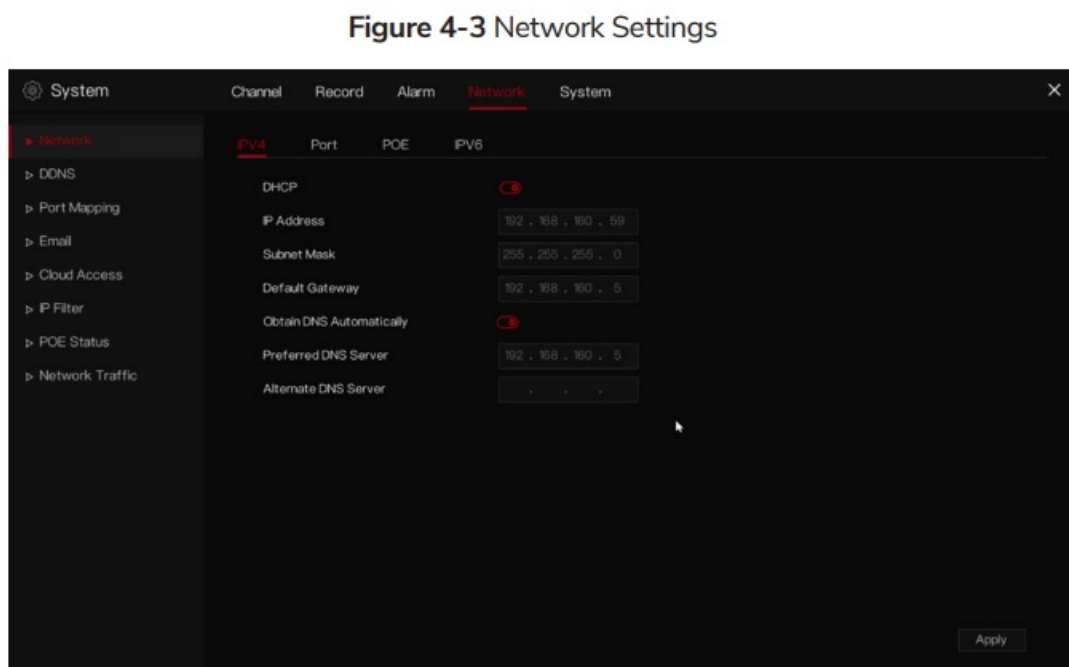 Figure 4-3 Network Settings
System Channel Record Alarm Network System
Network
DDNS
Port Mapping
Email
Cloud Access
IP Filter
POE Status
Network Traffic
IPV4 Port POE IPV6
DHCP
IP Address 192 . 168 . 160 . 59
Subnet Mask 255 . 255 . 255 . 0
Default Gateway 192 . 168 . 160 . 5
Obtain DNS Automatically
Preferred DNS Server 192 . 168 . 160 . 5
Alternate DNS Server . . .
Apply